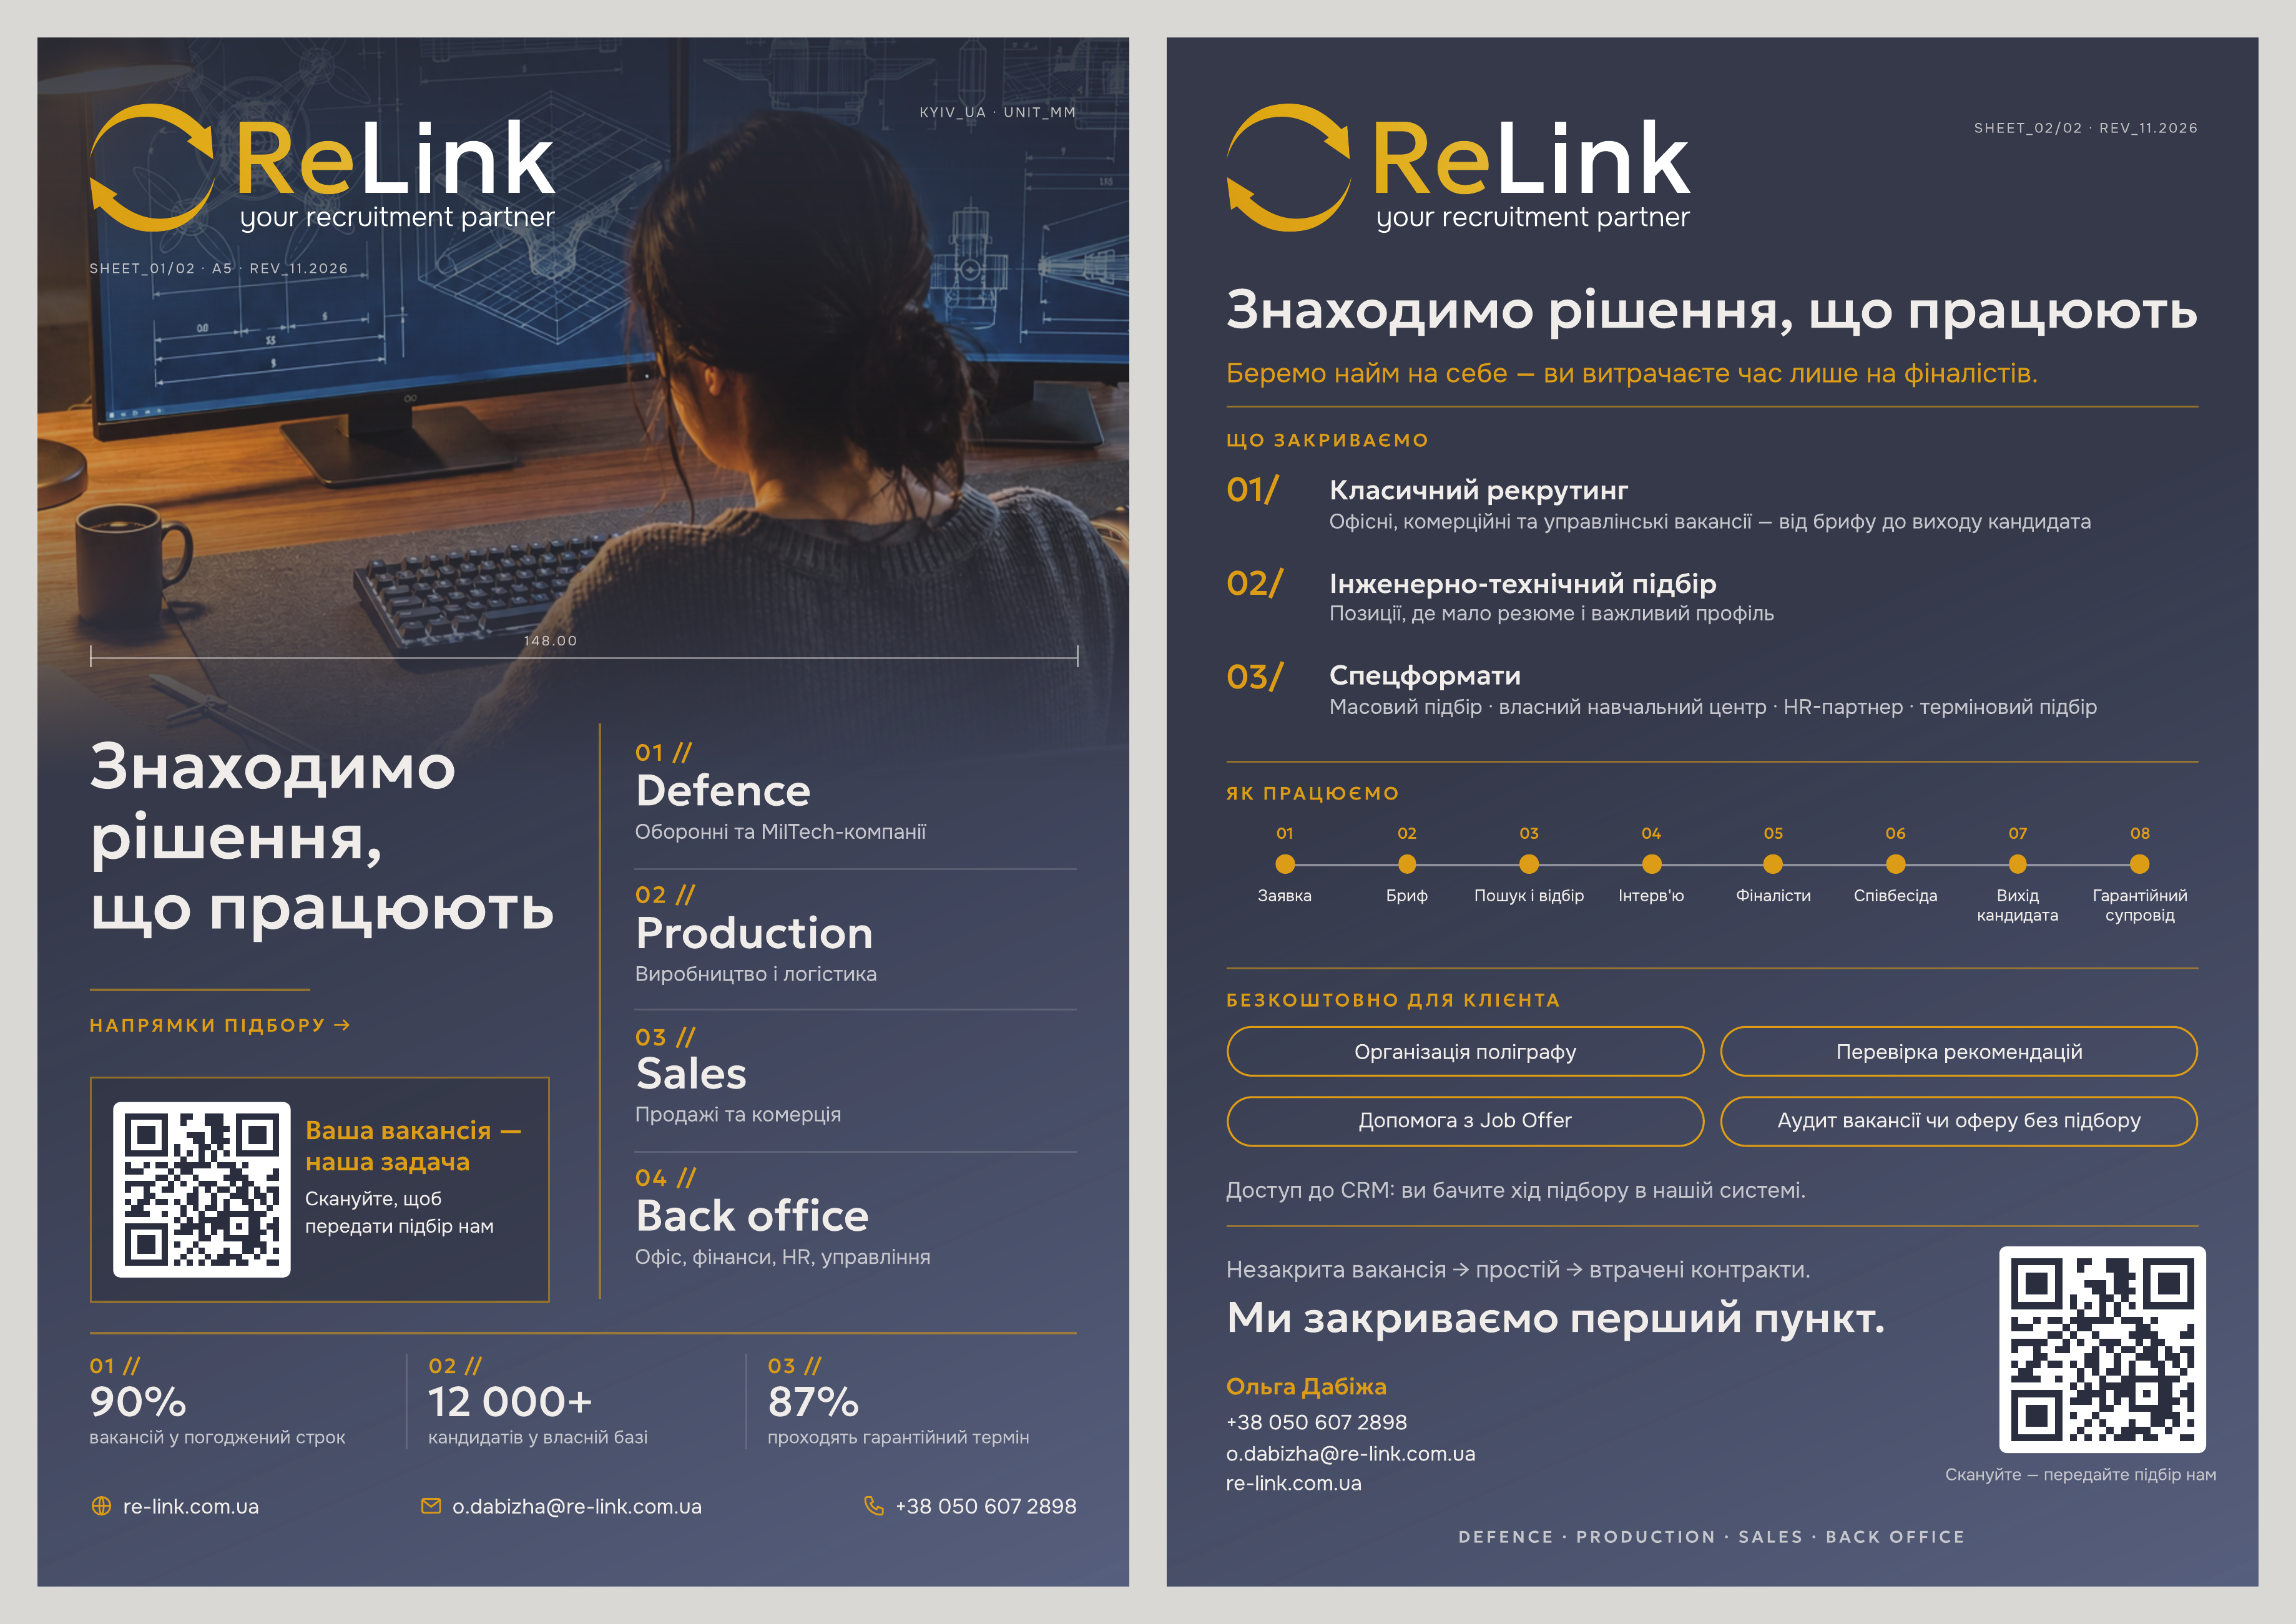 ReLink
your recruitment partner
KYIV_UA · UNIT_MM
SHEET_01/02 · A5 · REV_11.2026
148.00
Знаходимо
рішення,
що працюють
НАПРЯМКИ ПІДБОРУ →
Ваша вакансія —
наша задача
Скануйте, щоб
передати підбір нам
01 //
Defence
Оборонні та MilTech-компанії
02 //
Production
Виробництво і логістика
03 //
Sales
Продажі та комерція
04 //
Back office
Офіс, фінанси, HR, управління
01 //
90%
вакансій у погоджений строк
02 //
12 000+
кандидатів у власній базі
03 //
87%
проходять гарантійний термін
re-link.com.ua
o.dabizha@re-link.com.ua
+38 050 607 2898
ReLink
your recruitment partner
SHEET_02/02 · REV_11.2026
Знаходимо рішення, що працюють
Беремо найм на себе — ви витрачаєте час лише на фіналістів.
ЩО ЗАКРИВАЄМО
01/
Класичний рекрутинг
Офісні, комерційні та управлінські вакансії — від брифу до виходу кандидата
02/
Інженерно-технічний підбір
Позиції, де мало резюме і важливий профіль
03/
Спецформати
Масовий підбір · власний навчальний центр · HR-партнер · терміновий підбір
ЯК ПРАЦЮЄМО
01 02 03 04 05 06 07 08
Заявка
Бриф
Пошук і відбір
Інтерв'ю
Фіналісти
Співбесіда
Вихід
кандидата
Гарантійний
супровід
БЕЗКОШТОВНО ДЛЯ КЛІЄНТА
Організація поліграфу
Перевірка рекомендацій
Допомога з Job Offer
Аудит вакансії чи оферу без підбору
Доступ до CRM: ви бачите хід підбору в нашій системі.
Незакрита вакансія → простій → втрачені контракти.
Ми закриваємо перший пункт.
Ольга Дабіжа
+38 050 607 2898
o.dabizha@re-link.com.ua
re-link.com.ua
Скануйте — передайте підбір нам
DEFENCE · PRODUCTION · SALES · BACK OFFICE